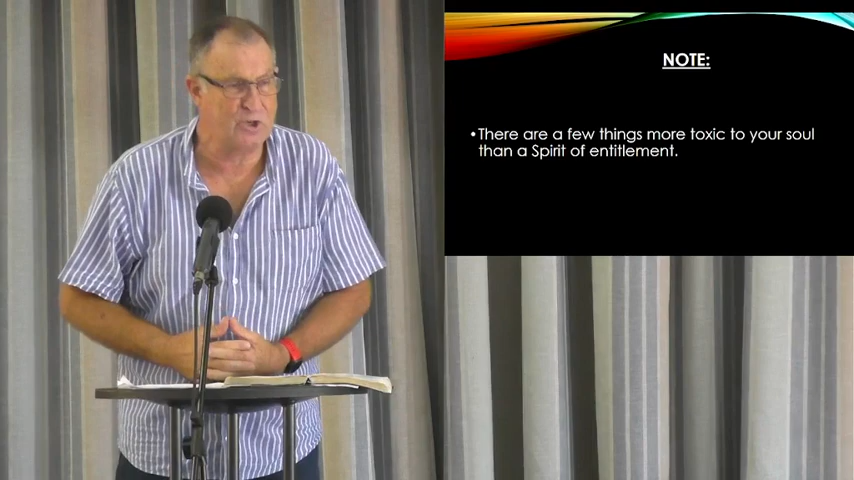 NOTE:
•There are a few things more toxic to your soul
than a Spirit of entitlement.